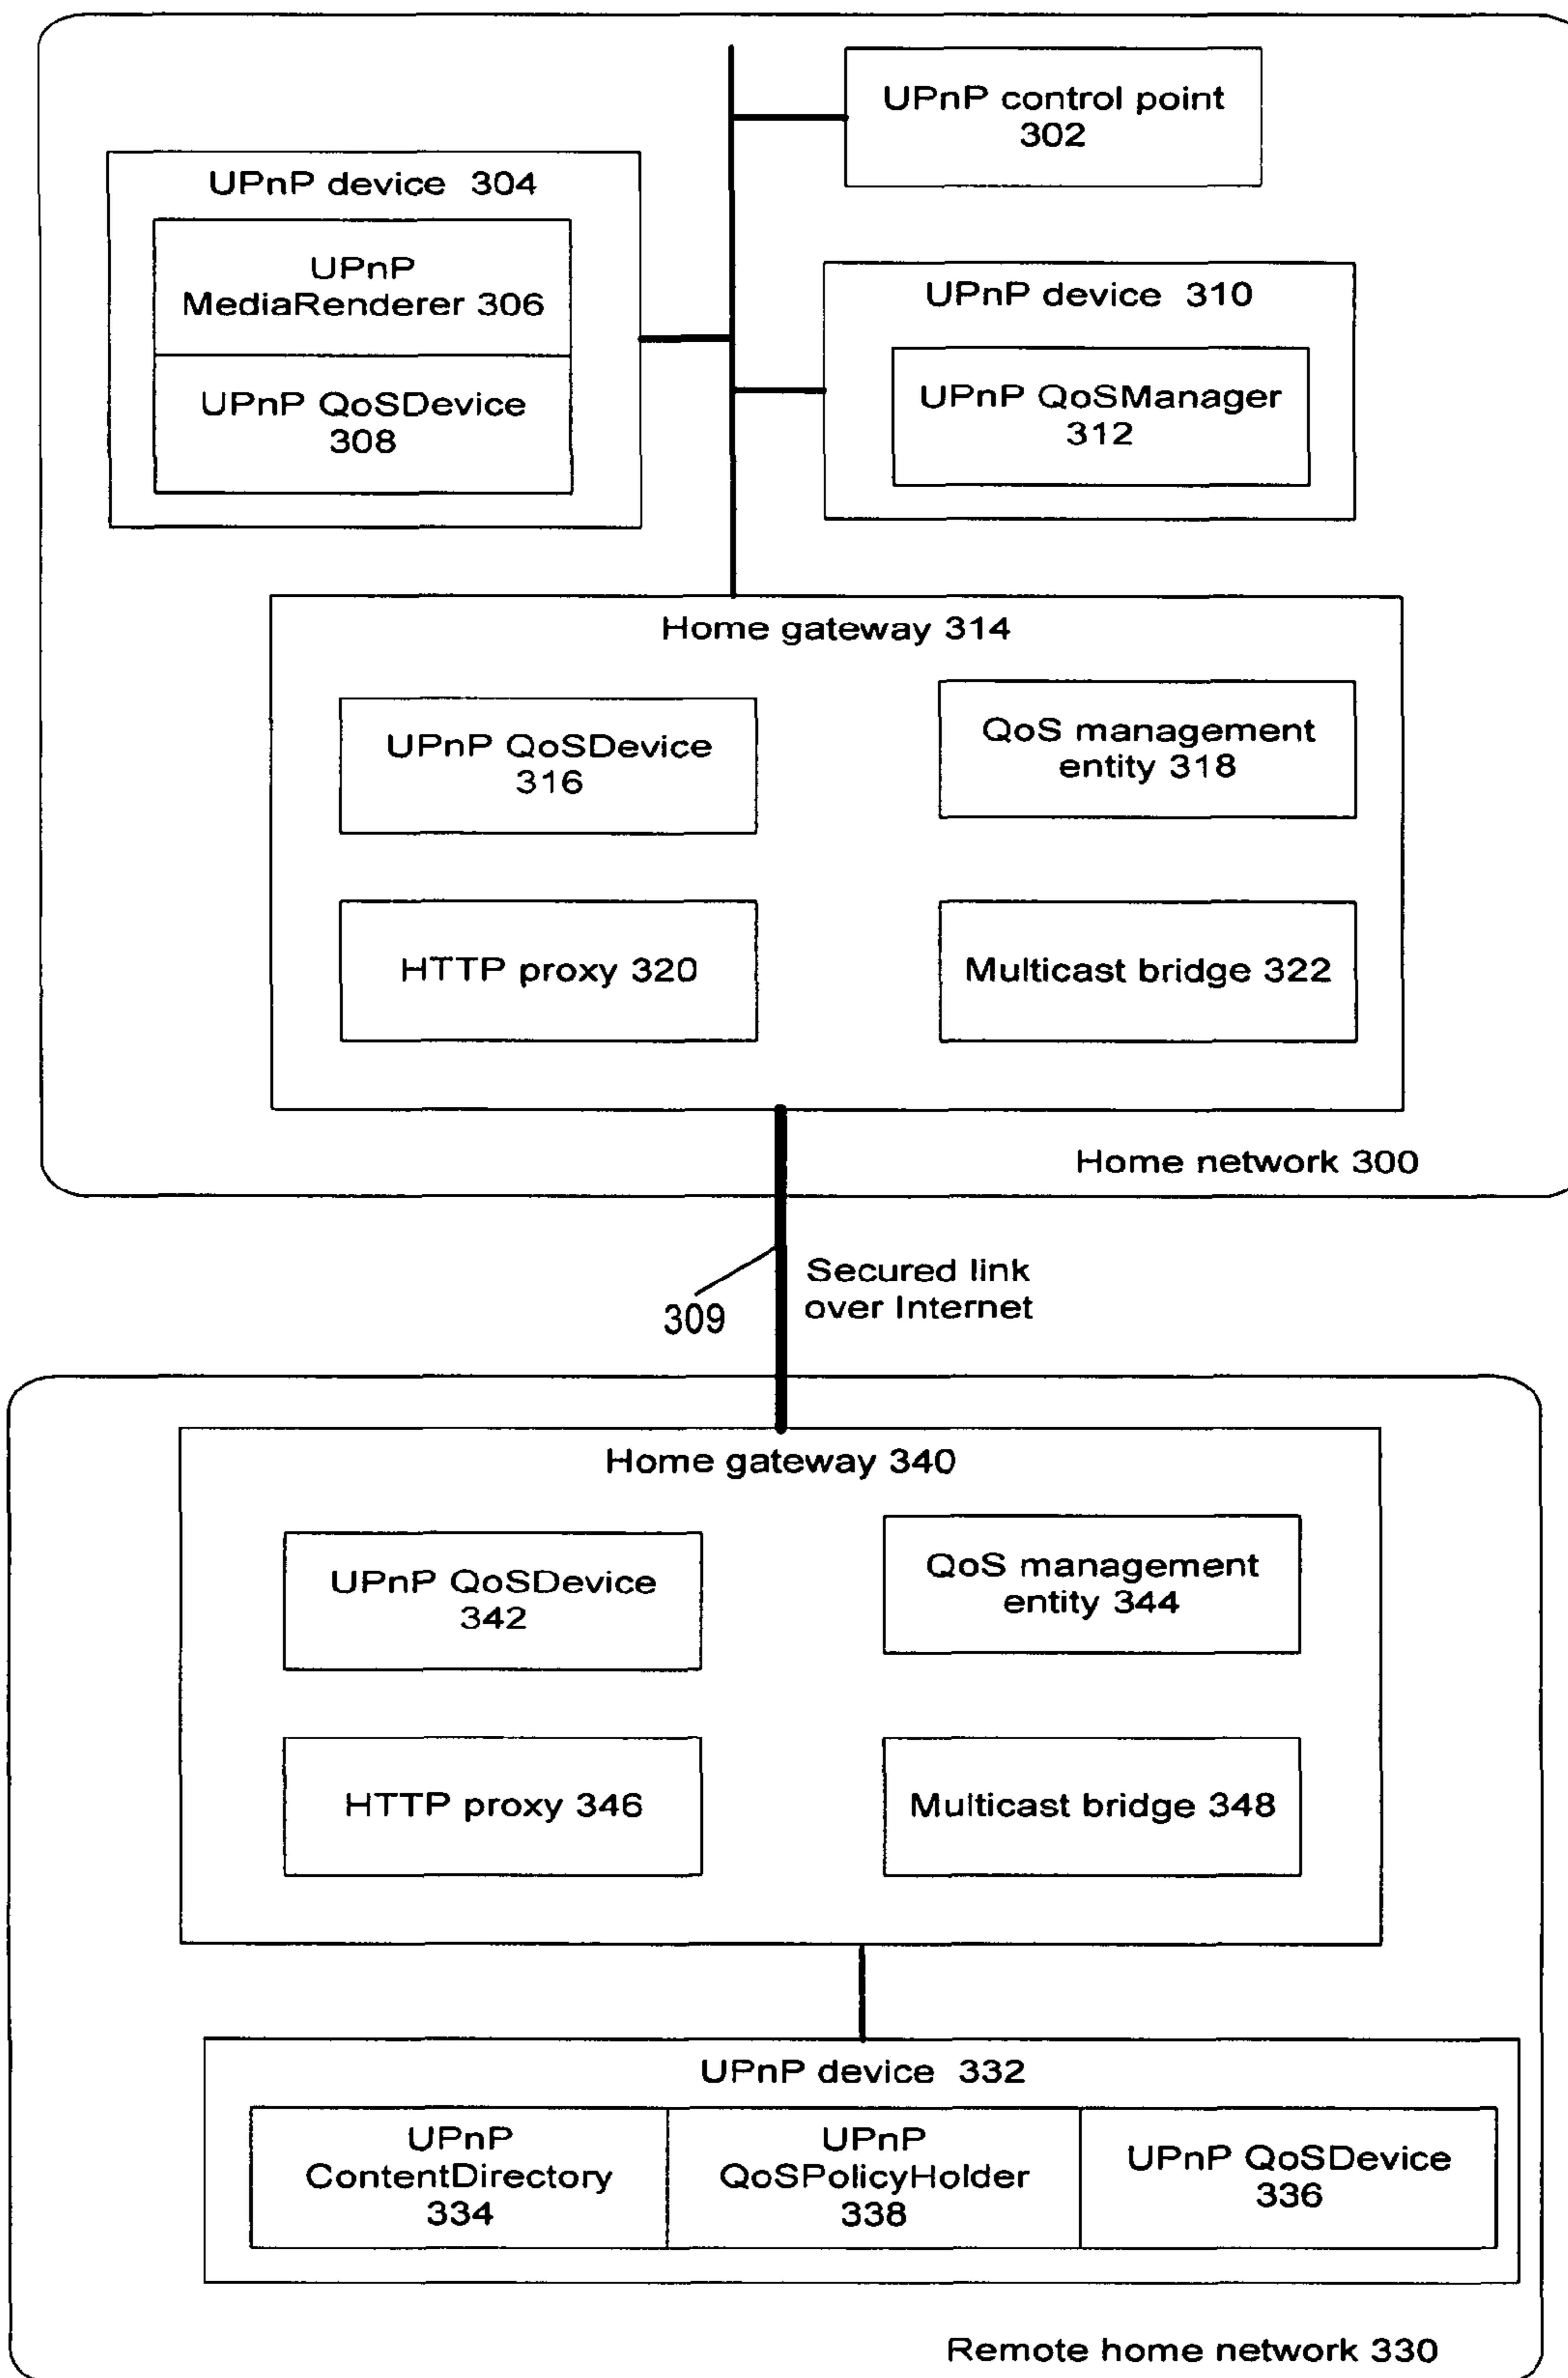 UPnP control point
302
UPnP device 304
UPnP
MediaRenderer 306
UPnP QoSDevice
308
UPnP device 310
UPnP QoSManager
312
Home gateway 314
UPnP QoSDevice
316
QoS management
entity 318
HTTP proxy 320
Multicast bridge 322
Home network 300
309
Secured link
over Internet
Home gateway 340
UPnP QoSDevice
342
QoS management
entity 344
HTTP proxy 346
Multicast bridge 348
UPnP device 332
UPnP
ContentDirectory
334
UPnP
QoSPolicyHolder
338
UPnP QoSDevice
336
Remote home network 330